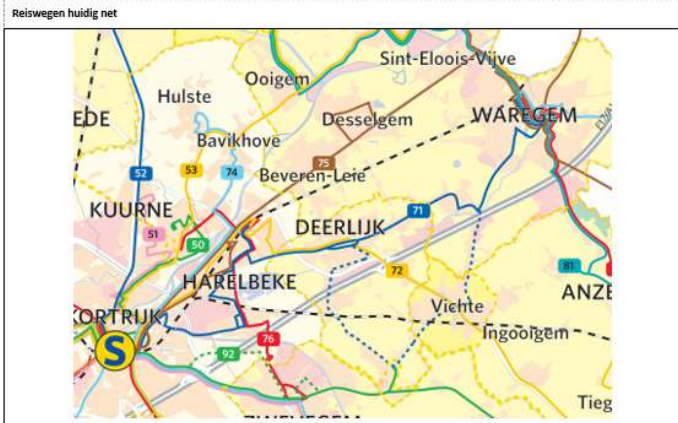 Reiswegen huidig net
Sint-Eloois-Vijve
Ooigem
Hulste
EDE
Desselgem
WAREGEM
Bavikhove
75
52
53
74
Beveren-Leie
KUURNE
51
50
71
DEERLIJK
72
81
HARELBEKE
ANZE
Vichte
KORTRIJK
Ingooigem
S
92
76
Tieg
ZWEVEGEM